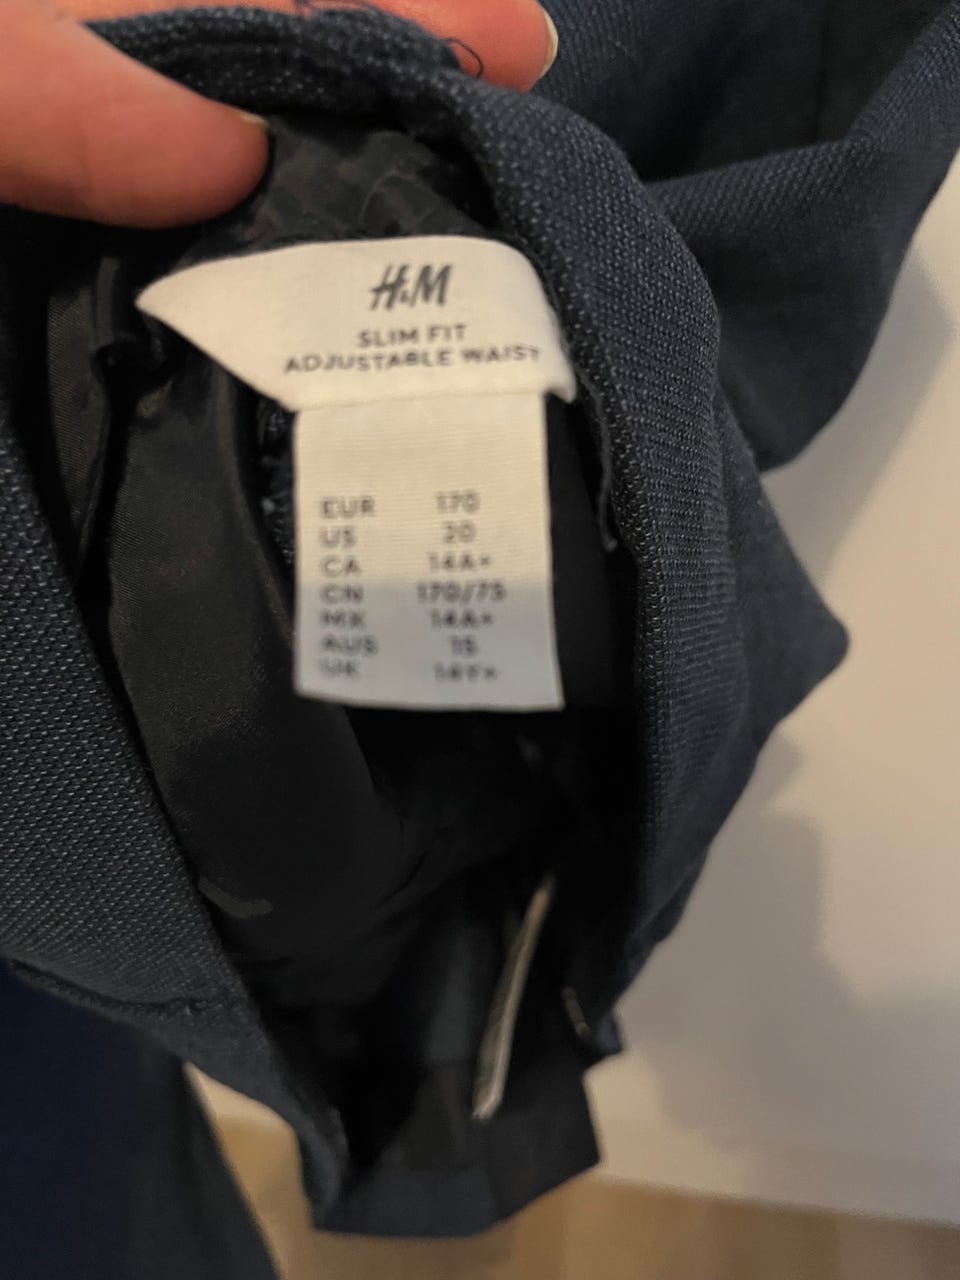 H&M
SLIM FIT
ADJUSTABLE WAIST
EUR 170
US 20
CA 14A+
CN 170/75
MX 14A+
AUS 15
UK 14Y+